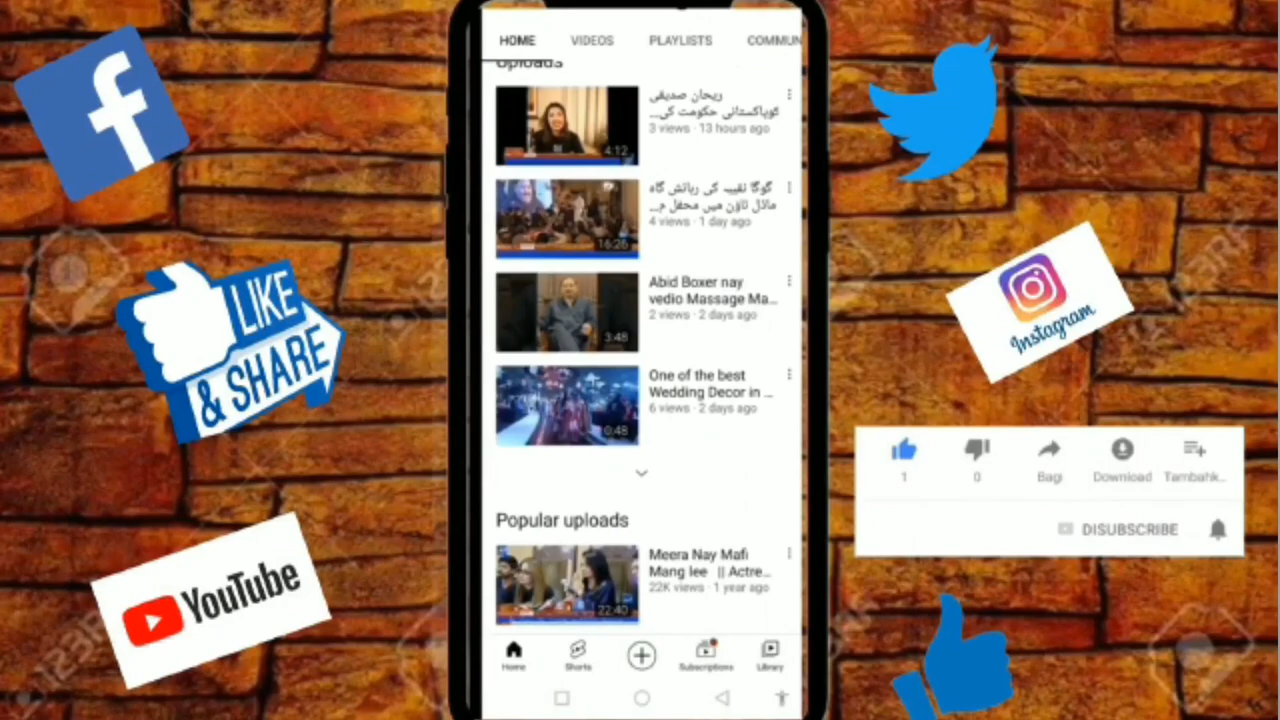 HOME VIDEOS PLAYLISTS COMMUN
Uploads
ریحان صدیقی
کوپاکستانی حکومت کی...
3 views · 13 hours ago
4:12
گوگا نقیبہ کی رہائش گاہ
ماڈل ٹاؤن میں محفل م...
4 views · 1 day ago
16:26
Abid Boxer nay
vedio Massage Ma...
2 views · 2 days ago
3:48
One of the best
Wedding Decor in ...
6 views · 2 days ago
0:48
Popular uploads
Meera Nay Mafi
Mang lee || Actre...
22K views · 1 year ago
22:40
Home Shorts Subscriptions Library
LIKE
& SHARE
YouTube
Instagram
1 0 Bagi Download Tambahk...
DISUBSCRIBE